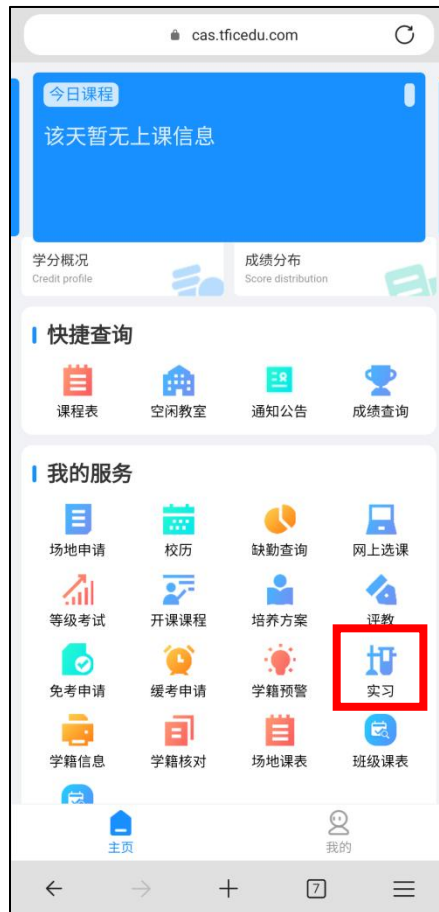 cas.tficedu.com
今日课程
该天暂无上课信息
学分概况
Credit profile
成绩分布
Score distribution
快捷查询
课程表 空闲教室 通知公告 成绩查询
我的服务
场地申请 校历 缺勤查询 网上选课
等级考试 开课课程 培养方案 评教
免考申请 缓考申请 学籍预警 实习
学籍信息 学籍核对 场地课表 班级课表
主页 我的
7